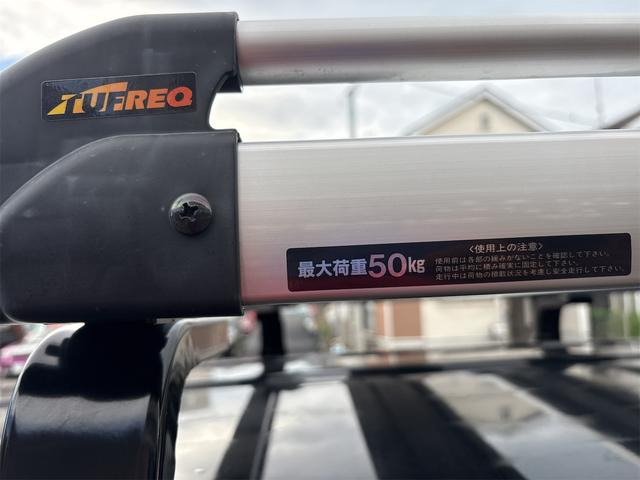 TUFREQ
最大荷重50kg
<使用上の注意>
使用前は各部の緩みがないことを確認して下さい。
荷物は平均に積み確実に固定して下さい。
走行中は荷物の積載状況を考慮し安全走行して下さい。